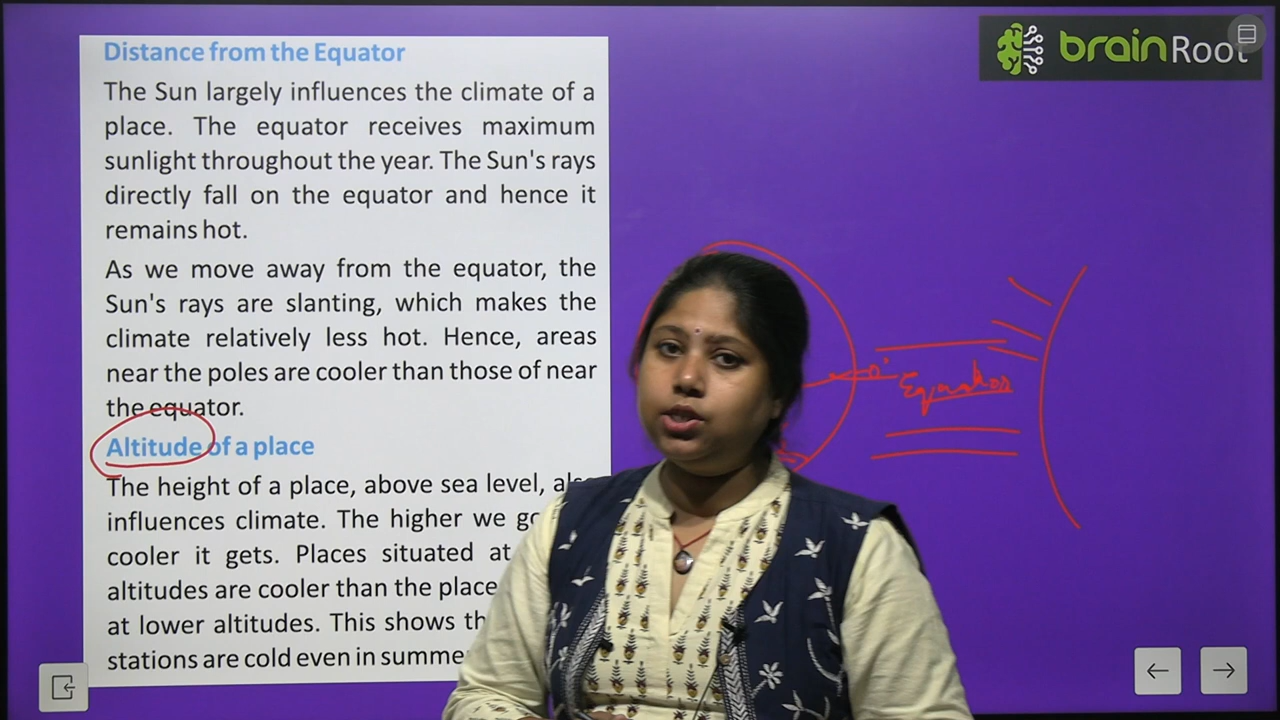 Distance from the Equator
The Sun largely influences the climate of a
place. The equator receives maximum
sunlight throughout the year. The Sun's rays
directly fall on the equator and hence it
remains hot.
As we move away from the equator, the
Sun's rays are slanting, which makes the
climate relatively less hot. Hence, areas
near the poles are cooler than those of near
the equator.
Altitude of a place
The height of a place, above sea level,
influences climate. The higher we
cooler it gets. Places situated at
altitudes are cooler than the
at lower altitudes. This shows
stations are cold even in
brainRoot
0° Equator